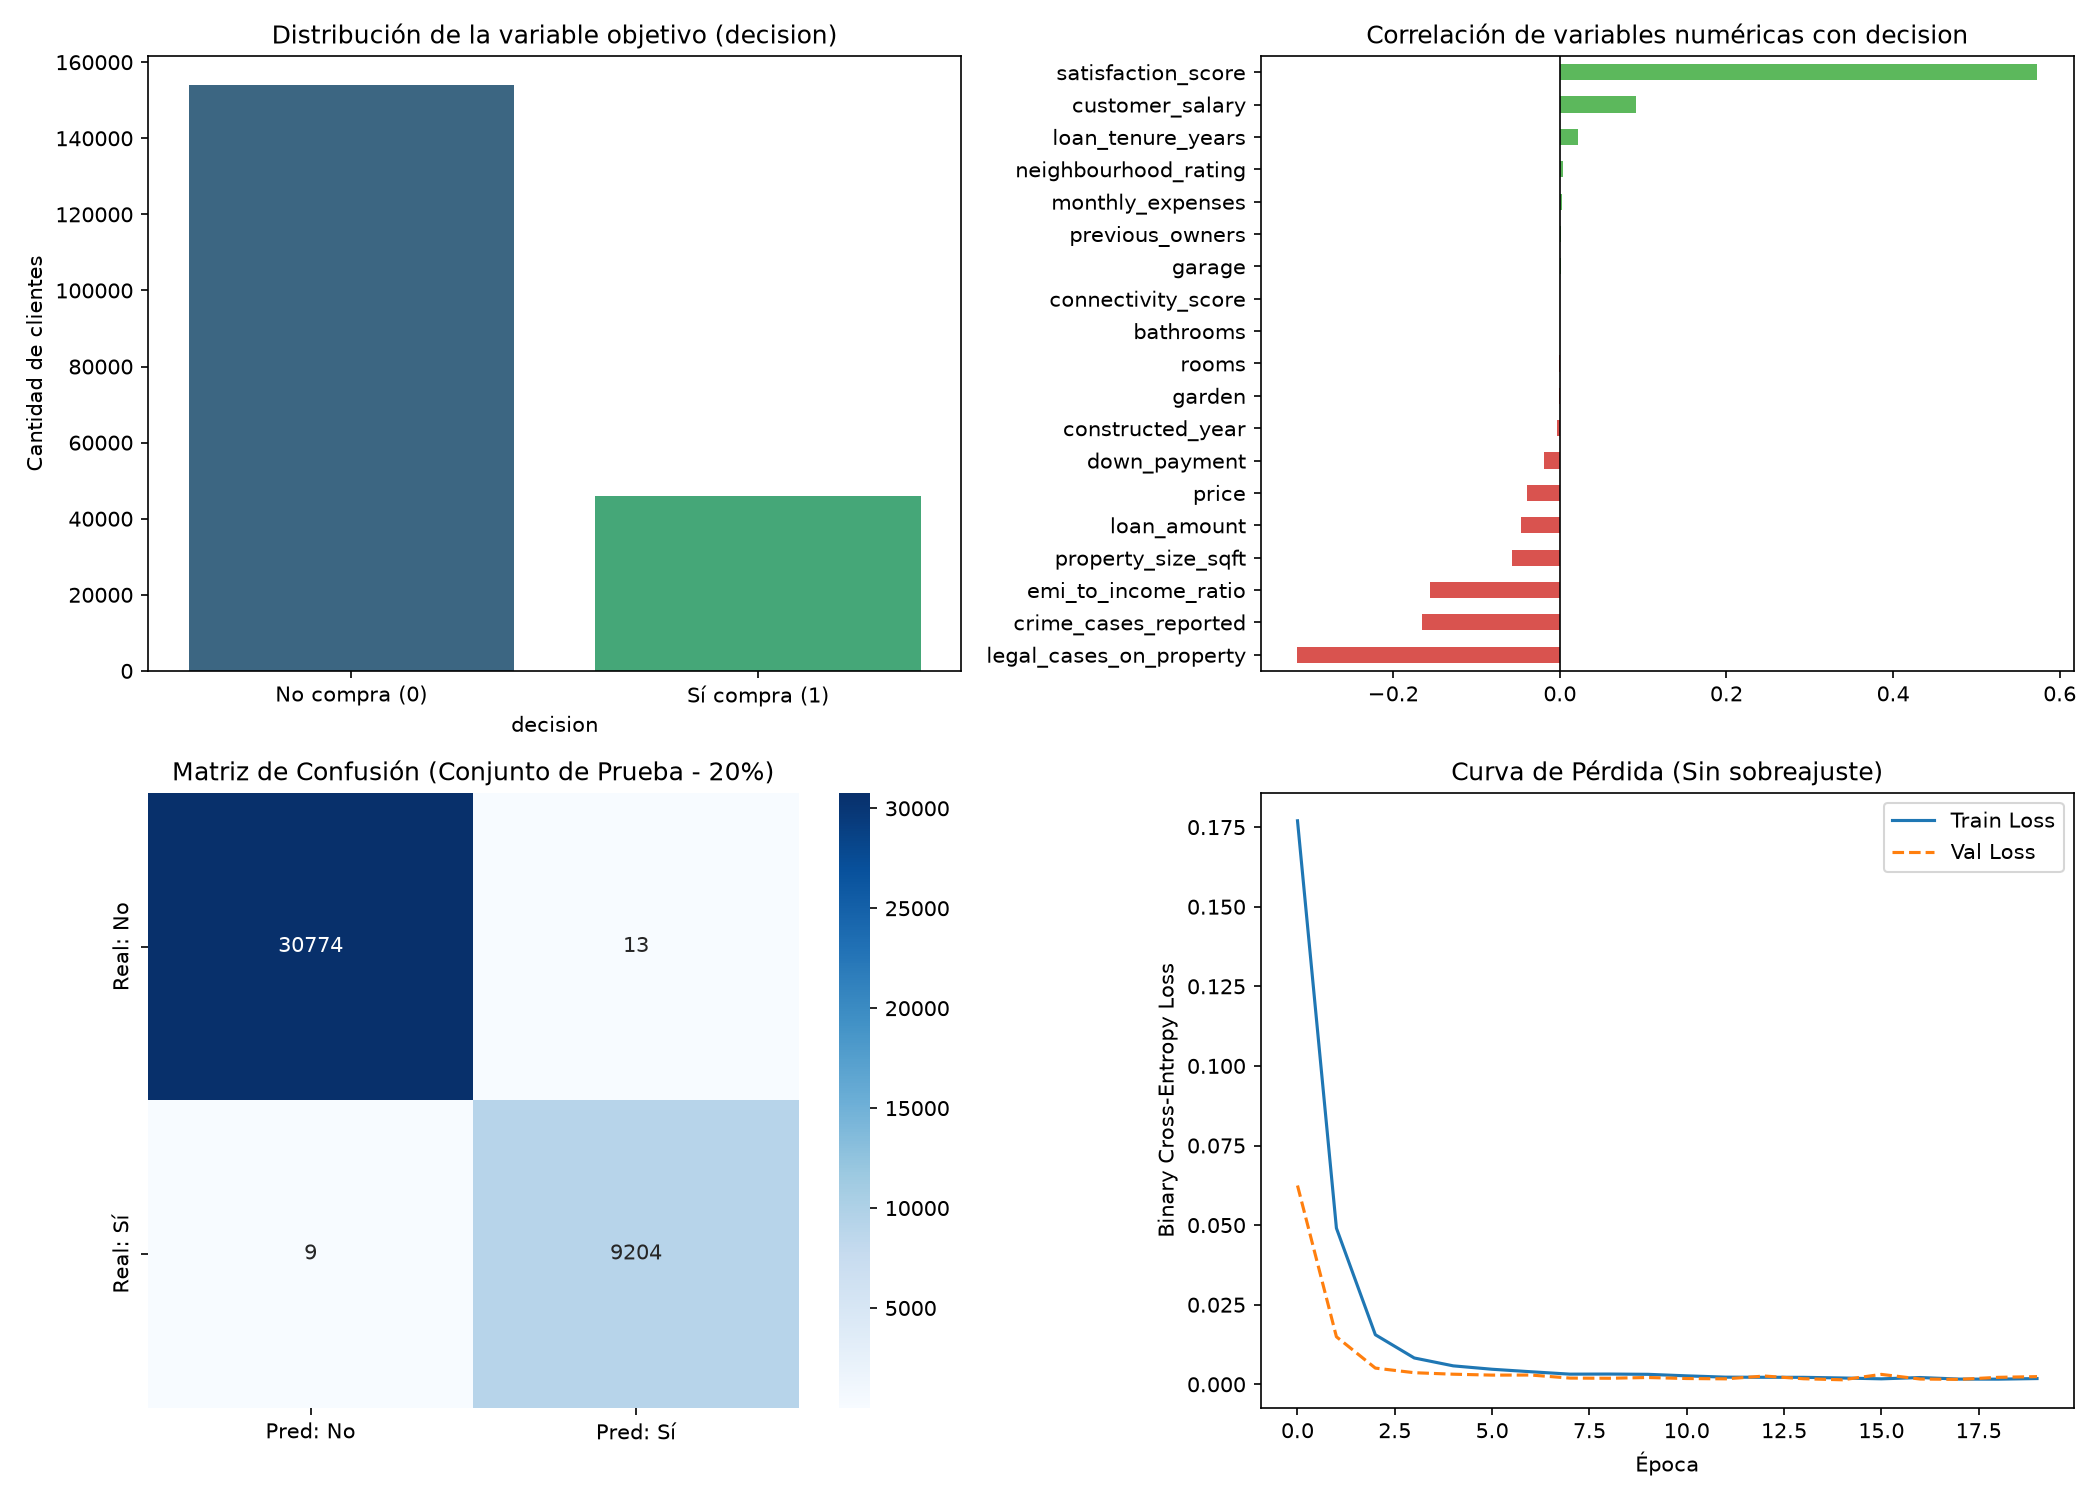 Distribución de la variable objetivo (decision)
160000
140000
120000
100000
80000
60000
40000
20000
0
Cantidad de clientes
No compra (0)
Sí compra (1)
decision
Correlación de variables numéricas con decision
satisfaction_score
customer_salary
loan_tenure_years
neighbourhood_rating
monthly_expenses
previous_owners
garage
connectivity_score
bathrooms
rooms
garden
constructed_year
down_payment
price
loan_amount
property_size_sqft
emi_to_income_ratio
crime_cases_reported
legal_cases_on_property
−0.2
0.0
0.2
0.4
0.6
Matriz de Confusión (Conjunto de Prueba - 20%)
Real: No
Real: Sí
30774
13
9
9204
Pred: No
Pred: Sí
30000
25000
20000
15000
10000
5000
Curva de Pérdida (Sin sobreajuste)
Train Loss
Val Loss
Binary Cross-Entropy Loss
0.175
0.150
0.125
0.100
0.075
0.050
0.025
0.000
0.0
2.5
5.0
7.5
10.0
12.5
15.0
17.5
Época